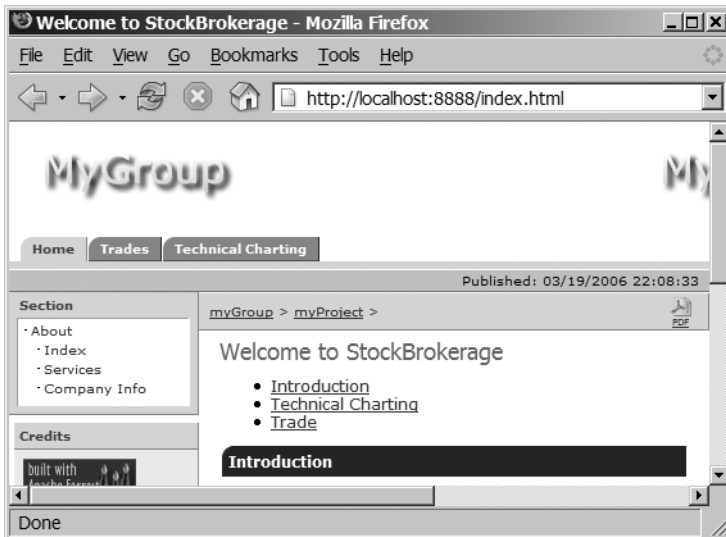 Welcome to StockBrokerage - Mozilla Firefox
File Edit View Go Bookmarks Tools Help
http://localhost:8888/index.html
MyGroup My
Home Trades Technical Charting
Published: 03/19/2006 22:08:33
Section
myGroup > myProject >
PDF
· About
· Index
· Services
· Company Info
Welcome to StockBrokerage
• Introduction
• Technical Charting
• Trade
Credits
built with
Introduction
Done